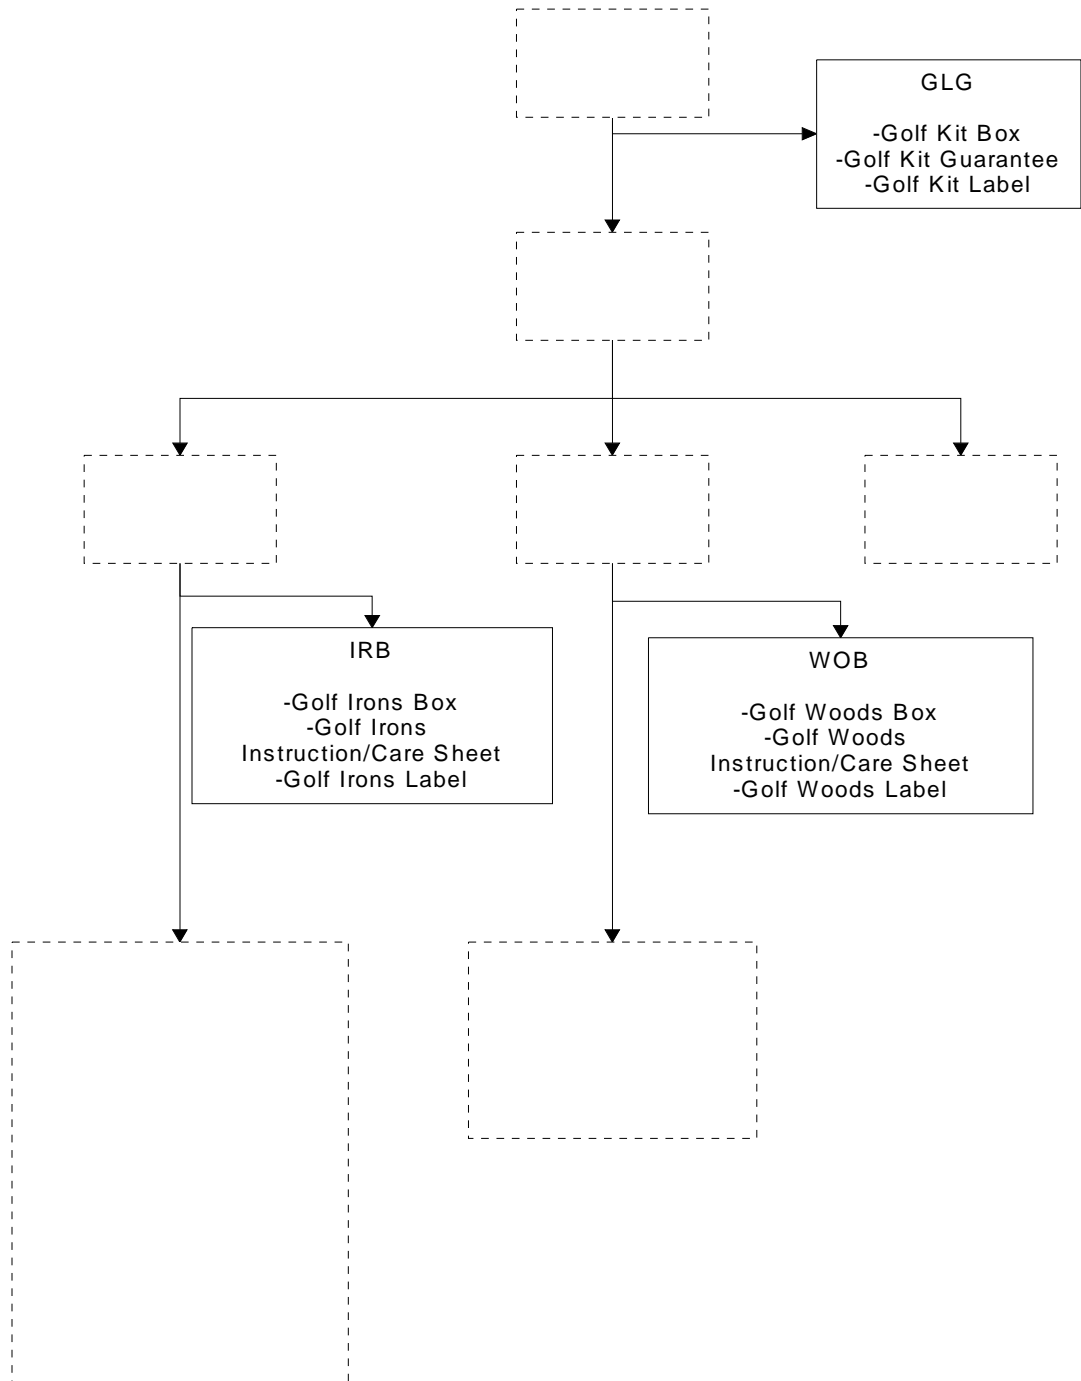 GLG
-Golf Kit Box
-Golf Kit Guarantee
-Golf Kit Label
IRB
-Golf Irons Box
-Golf Irons
Instruction/Care Sheet
-Golf Irons Label
WOB
-Golf Woods Box
-Golf Woods
Instruction/Care Sheet
-Golf Woods Label